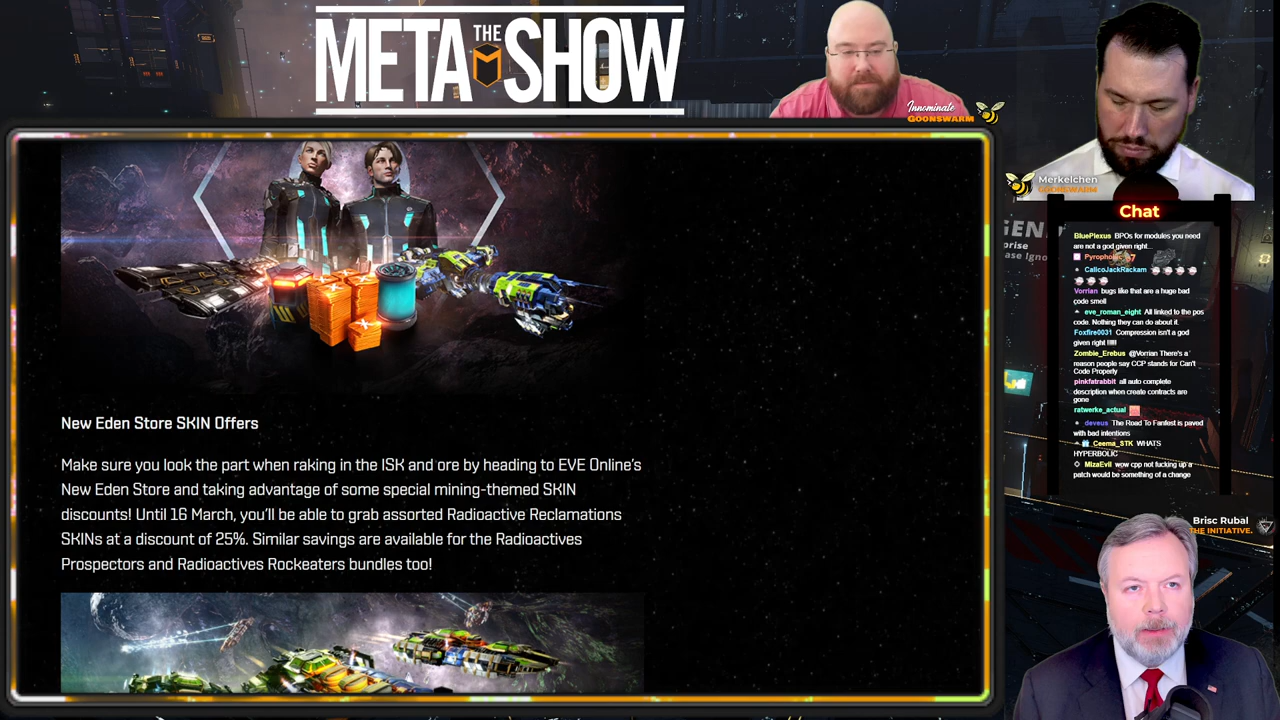 META THE SHOW
Innominate
GOONSWARM
Merkelchen
GOONSWARM
Chat
BluePlexus BPOs for modules you need
are not a god given right...
CalicoJackRackam
Vorrian bugs like that are a huge bad
code smell
eve_roman_eight All linked to the pos
code. Nothing they can do about it.
Foxfire0031 Compression isn't a god
given right !!!!!
Zombie_Erebus @Vorrian There's a
reason people say CCP stands for Can't
Code Properly
pinkfatrabbit all auto complete
description when create contracts are
gone
ratwerke_actual
deveus The Road To Fanfest is paved
with bad intentions
Ceema_STK WHATS
HYPERBOLIC
MizaEvil wow cpp not fucking up a
patch would be something of a change
New Eden Store SKIN Offers
Make sure you look the part when raking in the ISK and ore by heading to EVE Online's
New Eden Store and taking advantage of some special mining-themed SKIN
discounts! Until 16 March, you'll be able to grab assorted Radioactive Reclamations
SKINs at a discount of 25%. Similar savings are available for the Radioactives
Prospectors and Radioactives Rockeaters bundles too!
Brisc Rubal
THE INITIATIVE.